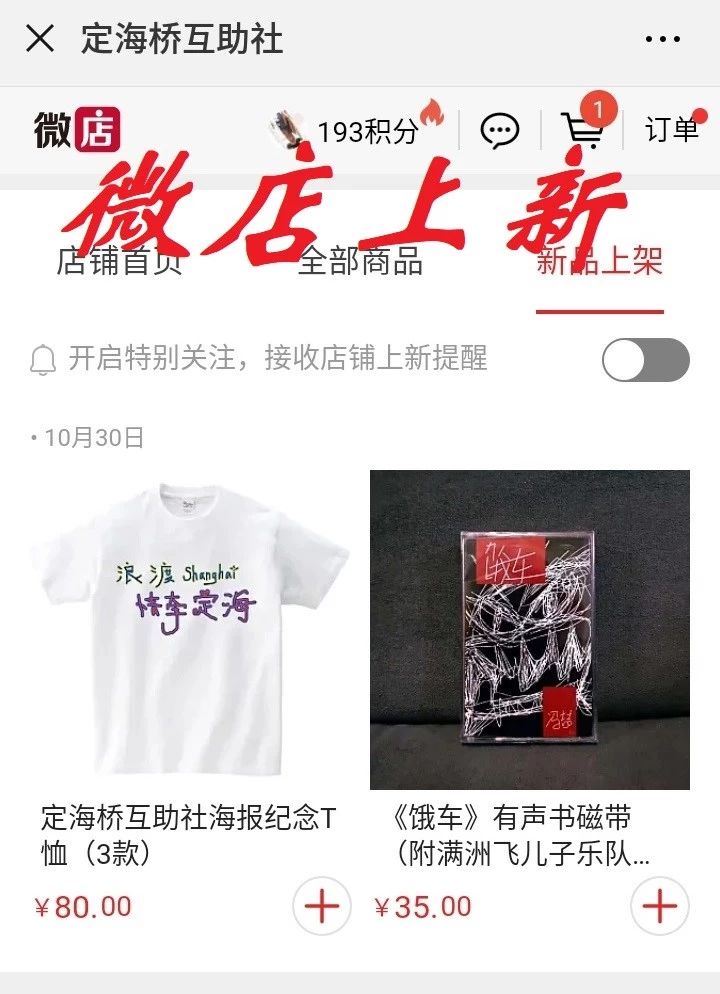 定海桥互助社
微店
193积分
1
订单
微店上新
店铺首页
全部商品
新品上架
开启特别关注，接收店铺上新提醒
• 10月30日
浪渡 Shanghai
快车定海
饿车
冯喆
定海桥互助社海报纪念T
恤（3款）
¥80.00
《饿车》有声书磁带
（附满洲飞儿子乐队...
¥35.00